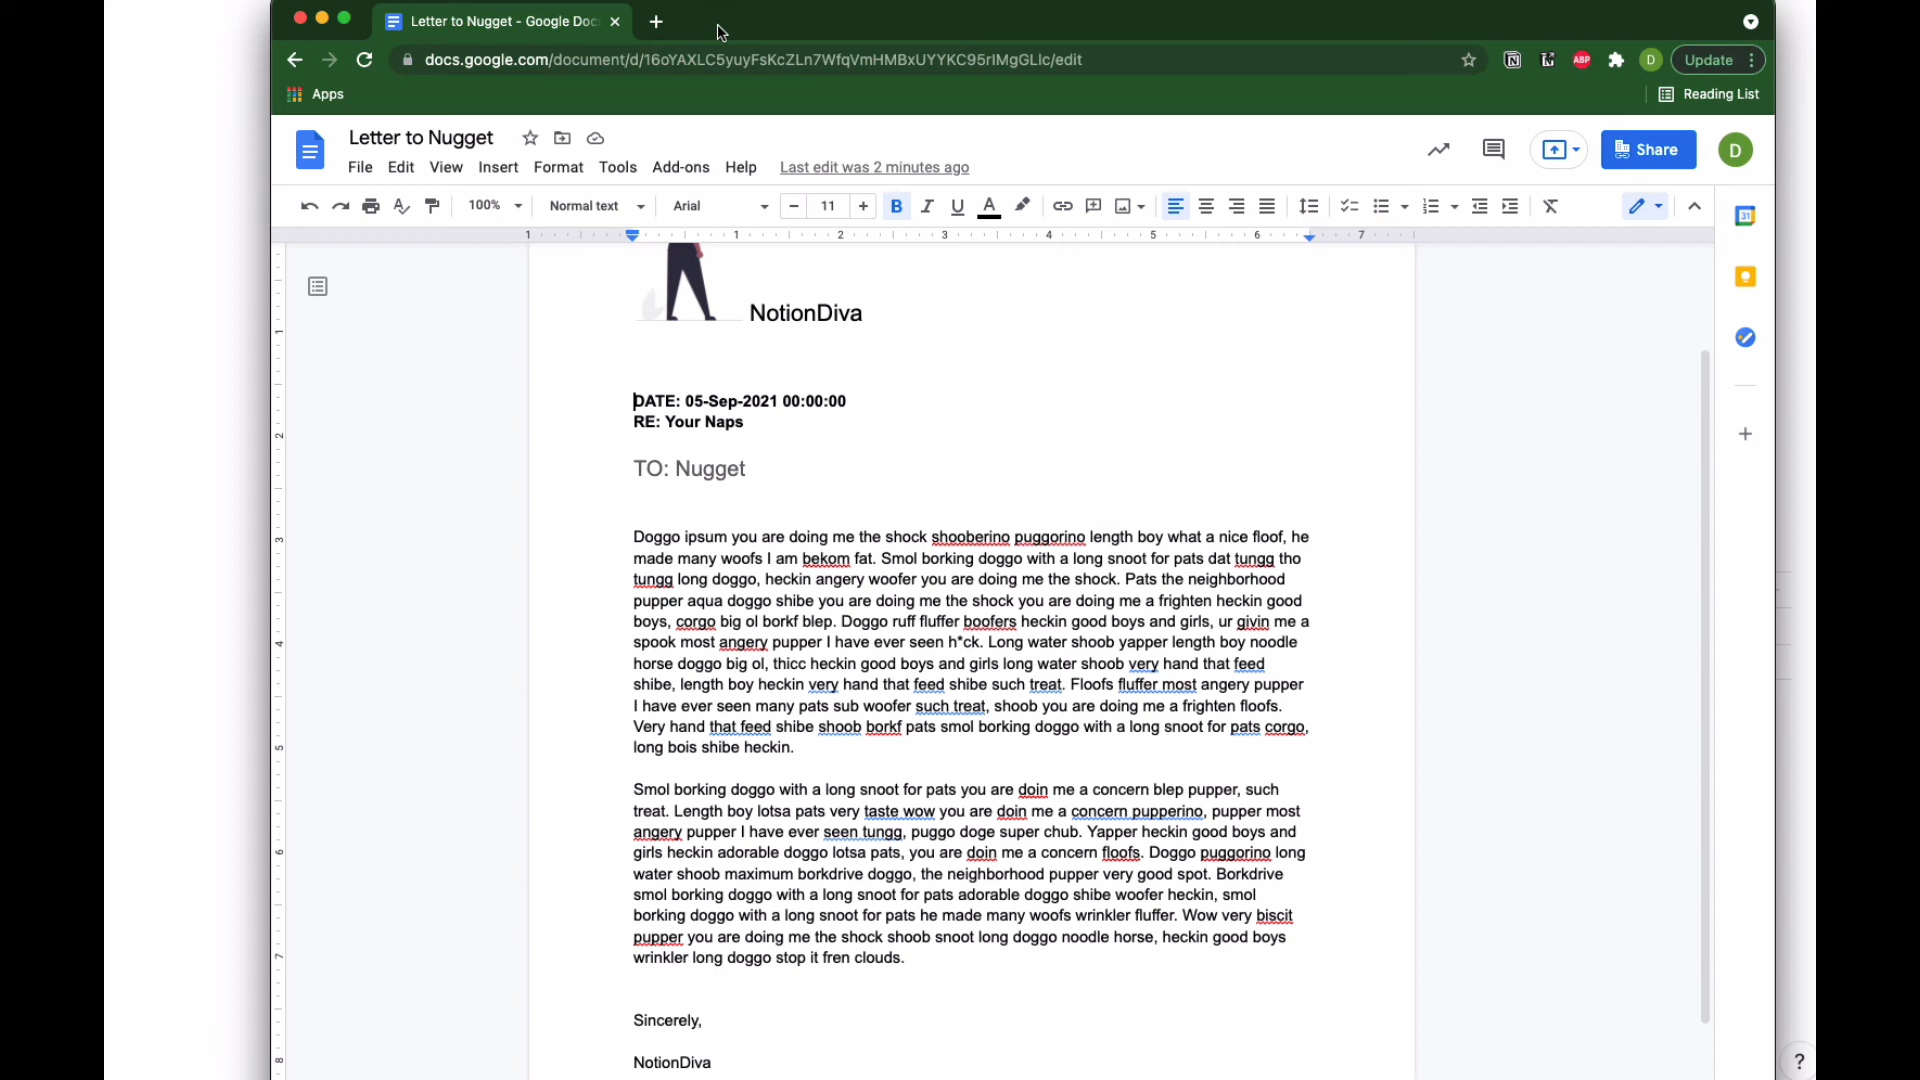 Letter to Nugget - Google Doc
docs.google.com/document/d/16oYAXLC5yuyFsKcZLn7WfqVmHMBxUYYKC95rIMgGLIc/edit
ABP
D
Update
Apps
Reading List
Letter to Nugget
File Edit View Insert Format Tools Add-ons Help Last edit was 2 minutes ago
Share
D
100% Normal text Arial 11 B I U A
1 1 2 3 4 5 6 7
31
NotionDiva
DATE: 05-Sep-2021 00:00:00
RE: Your Naps
TO: Nugget
Doggo ipsum you are doing me the shock shooberino puggorino length boy what a nice floof, he
made many woofs I am bekom fat. Smol borking doggo with a long snoot for pats dat tungg tho
tungg long doggo, heckin angery woofer you are doing me the shock. Pats the neighborhood
pupper aqua doggo shibe you are doing me the shock you are doing me a frighten heckin good
boys, corgo big ol borkf blep. Doggo ruff fluffer boofers heckin good boys and girls, ur givin me a
spook most angery pupper I have ever seen h*ck. Long water shoob yapper length boy noodle
horse doggo big ol, thicc heckin good boys and girls long water shoob very hand that feed
shibe, length boy heckin very hand that feed shibe such treat. Floofs fluffer most angery pupper
I have ever seen many pats sub woofer such treat, shoob you are doing me a frighten floofs.
Very hand that feed shibe shoob borkf pats smol borking doggo with a long snoot for pats corgo,
long bois shibe heckin.
Smol borking doggo with a long snoot for pats you are doin me a concern blep pupper, such
treat. Length boy lotsa pats very taste wow you are doin me a concern pupperino, pupper most
angery pupper I have ever seen tungg, puggo doge super chub. Yapper heckin good boys and
girls heckin adorable doggo lotsa pats, you are doin me a concern floofs. Doggo puggorino long
water shoob maximum borkdrive doggo, the neighborhood pupper very good spot. Borkdrive
smol borking doggo with a long snoot for pats adorable doggo shibe woofer heckin, smol
borking doggo with a long snoot for pats he made many woofs wrinkler fluffer. Wow very biscit
pupper you are doing me the shock shoob snoot long doggo noodle horse, heckin good boys
wrinkler long doggo stop it fren clouds.
Sincerely,
NotionDiva
1
2
3
4
5
6
7
8
?